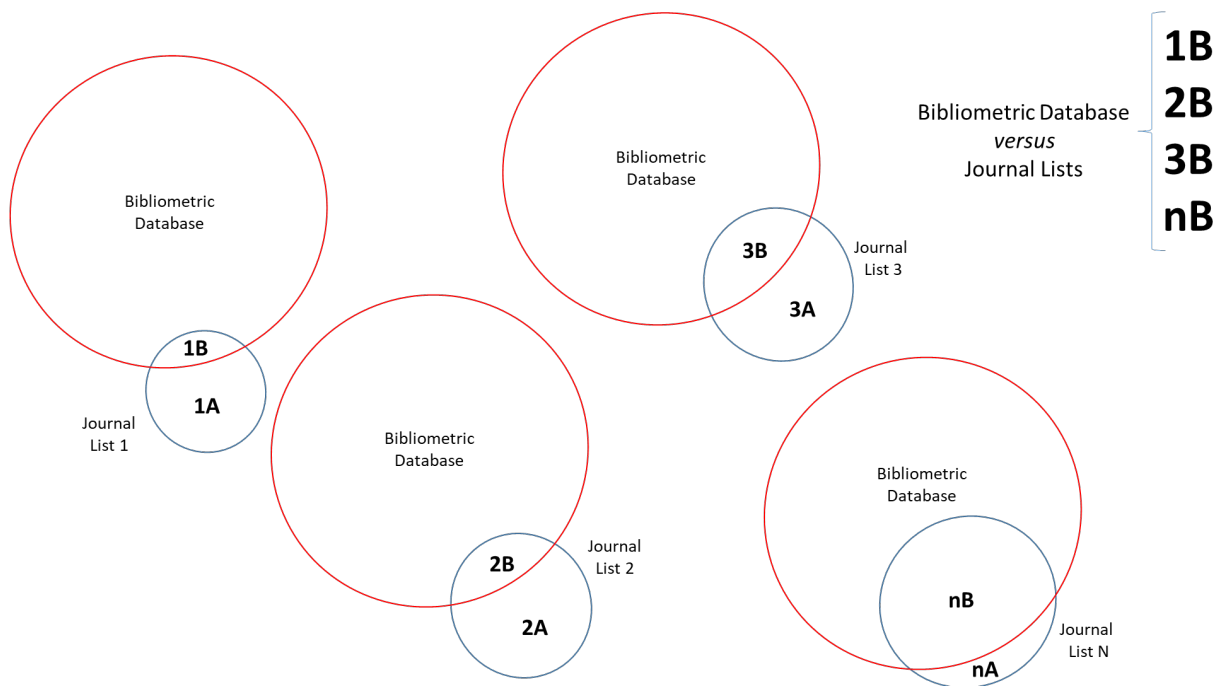 Bibliometric
Database
1B
1A
Journal
List 1
Bibliometric
Database
2B
2A
Journal
List 2
Bibliometric
Database
3B
3A
Journal
List 3
Bibliometric
Database
nB
nA
Journal
List N
Bibliometric Database
versus
Journal Lists
1B
2B
3B
nB